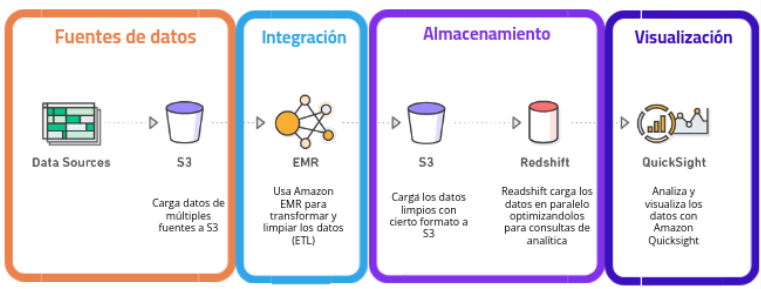 Fuentes de datos
Integración
Almacenamiento
Visualización
Data Sources
S3
EMR
S3
Redshift
QuickSight
Carga datos de
múltiples
fuentes a S3
Usa Amazon
EMR para
transformar y
limpiar los datos
(ETL)
Carga los datos
limpios con
cierto formato a
S3
Readshift carga los
datos en paralelo
optimizandolos
para consultas de
analítica
Analiza y
visualiza los
datos con
Amazon
Quicksight